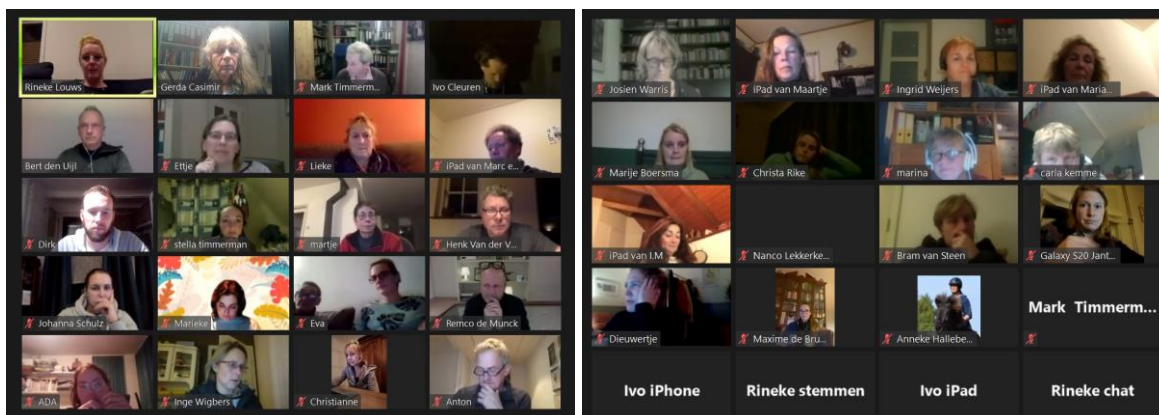 Rineke Louws
Gerda Casimir
Mark Timmerm...
Ivo Cleuren
Bert den Uijl
Ettje
Lieke
iPad van Marc e...
Dirk
stella timmerman
martje
Henk Van der V...
Johanna Schulz
Marieke
Eva
Remco de Munck
ADA
Inge Wigbers
Christianne
Anton
Josien Warris
iPad van Maartje
Ingrid Weijers
iPad van Maria...
Marije Boersma
Christa Rike
marina
carla kemme
iPad van I.M
Nanco Lekkerke...
Bram van Steen
Galaxy S20 Jant...
Dieuwertje
Maxime de Bru...
Anneke Hallebe...
Mark Timmerm...
Ivo iPhone
Rineke stemmen
Ivo iPad
Rineke chat